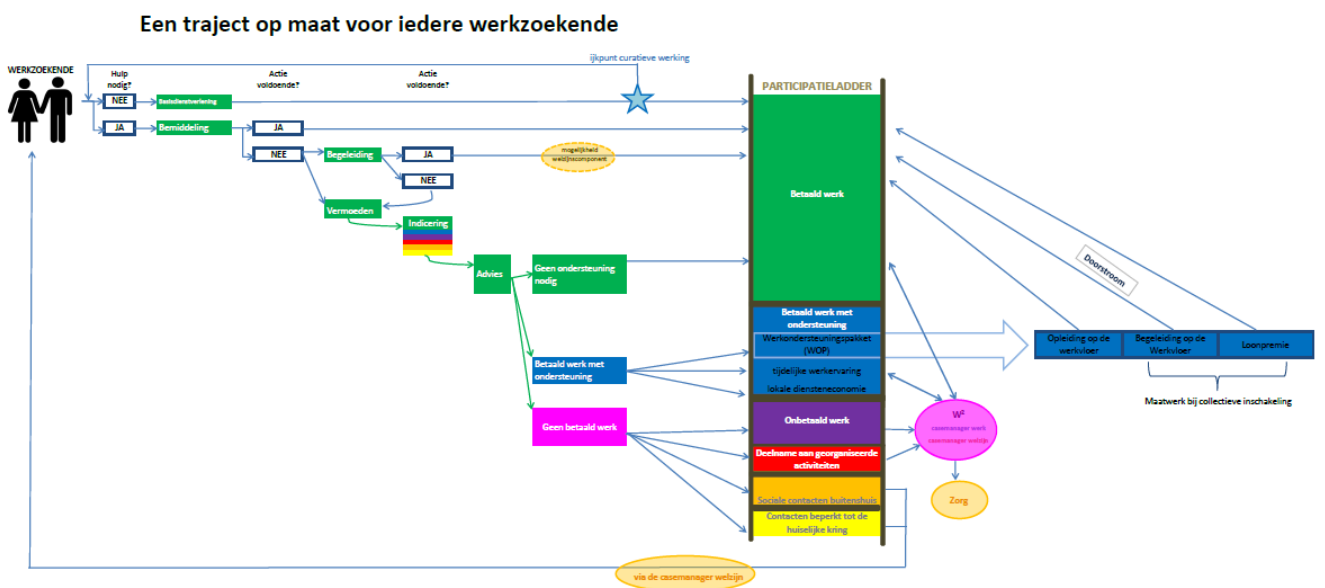 Een traject op maat voor iedere werkzoekende
ijkpunt curatieve werking
WERKZOEKENDE
Hulp
nodig?
Actie
voldoende?
Actie
voldoende?
PARTICIPATIELADDER
NEE
Basisdienstverlening
JA
Bemiddeling
JA
NEE
Begeleiding
JA
mogelijkheid
welzijnscomponent
NEE
Vermoeden
Indicering
Betaald werk
Advies
Geen ondersteuning
nodig
Doorstroom
Betaald werk met
ondersteuning
Werkondersteuningspakket
(WOP)
Opleiding op de
werkvloer
Begeleiding op de
Werkvloer
Loonpremie
Betaald werk met
ondersteuning
tijdelijke werkervaring
lokale diensteneconomie
Maatwerk bij collectieve inschakeling
Geen betaald werk
Onbetaald werk
W²
casemanager werk
casemanager welzijn
Deelname aan georganiseerde
activiteiten
Sociale contacten buitenshuis
Zorg
Contacten beperkt tot de
huiselijke kring
via de casemanager welzijn